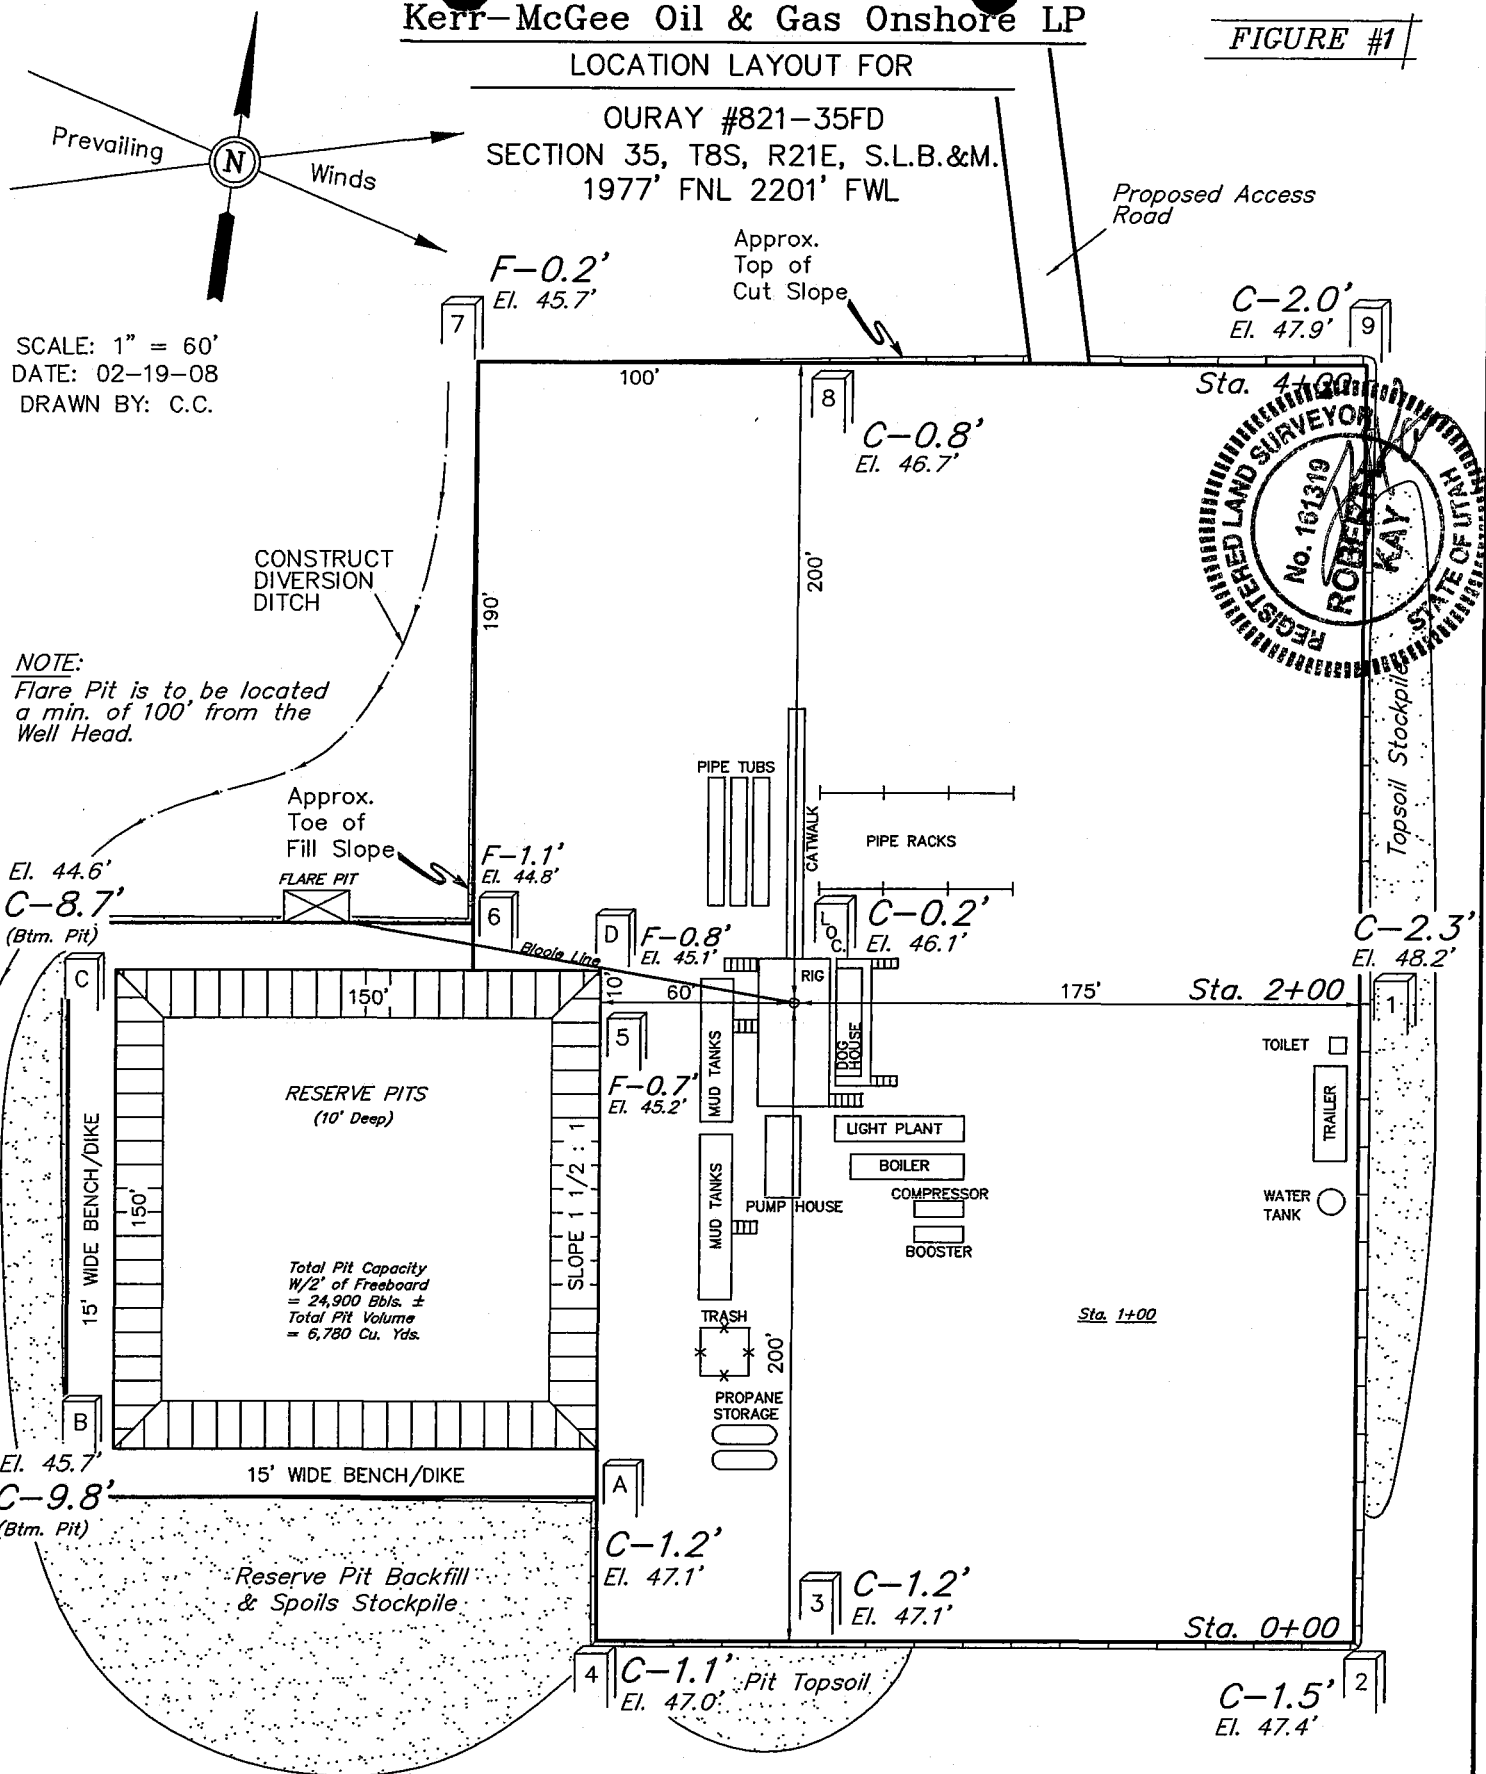 Kerr-McGee Oil & Gas Onshore LP
FIGURE #1
LOCATION LAYOUT FOR
OURAY #821-35FD
SECTION 35, T8S, R21E, S.L.B.&M.
1977' FNL 2201' FWL
Prevailing
N
Winds
SCALE: 1" = 60'
DATE: 02-19-08
DRAWN BY: C.C.
Proposed Access
Road
Approx.
Top of
Cut Slope
F-0.2'
El. 45.7'
7
C-2.0'
El. 47.9'
9
100'
8
C-0.8'
El. 46.7'
Sta. 4+00
REGISTERED LAND SURVEYOR
No. 161319
ROBERT
KAY
STATE OF UTAH
200'
190'
CONSTRUCT
DIVERSION
DITCH
NOTE:
Flare Pit is to be located
a min. of 100' from the
Well Head.
Topsoil Stockpile
PIPE TUBS
CATWALK
PIPE RACKS
Approx.
Toe of
Fill Slope
FLARE PIT
F-1.1'
El. 44.8'
6
El. 44.6'
C-8.7'
(Btm. Pit)
C
D
F-0.8'
El. 45.1'
Blooie Line
LOC.
C-0.2'
El. 46.1'
C-2.3'
El. 48.2'
1
RIG
150'
10'
60'
175'
Sta. 2+00
5
F-0.7'
El. 45.2'
MUD TANKS
DOG
HOUSE
TOILET
TRAILER
RESERVE PITS
(10' Deep)
15' WIDE BENCH/DIKE
150'
SLOPE 1 1/2 : 1
LIGHT PLANT
BOILER
COMPRESSOR
BOOSTER
PUMP HOUSE
MUD TANKS
WATER
TANK
Total Pit Capacity
W/2' of Freeboard
= 24,900 Bbls. ±
Total Pit Volume
= 6,780 Cu. Yds.
TRASH
200'
Sta. 1+00
PROPANE
STORAGE
B
El. 45.7'
C-9.8'
(Btm. Pit)
15' WIDE BENCH/DIKE
A
C-1.2'
El. 47.1'
Reserve Pit Backfill
& Spoils Stockpile
3
C-1.2'
El. 47.1'
Sta. 0+00
4
C-1.1'
El. 47.0'
Pit Topsoil
2
C-1.5'
El. 47.4'